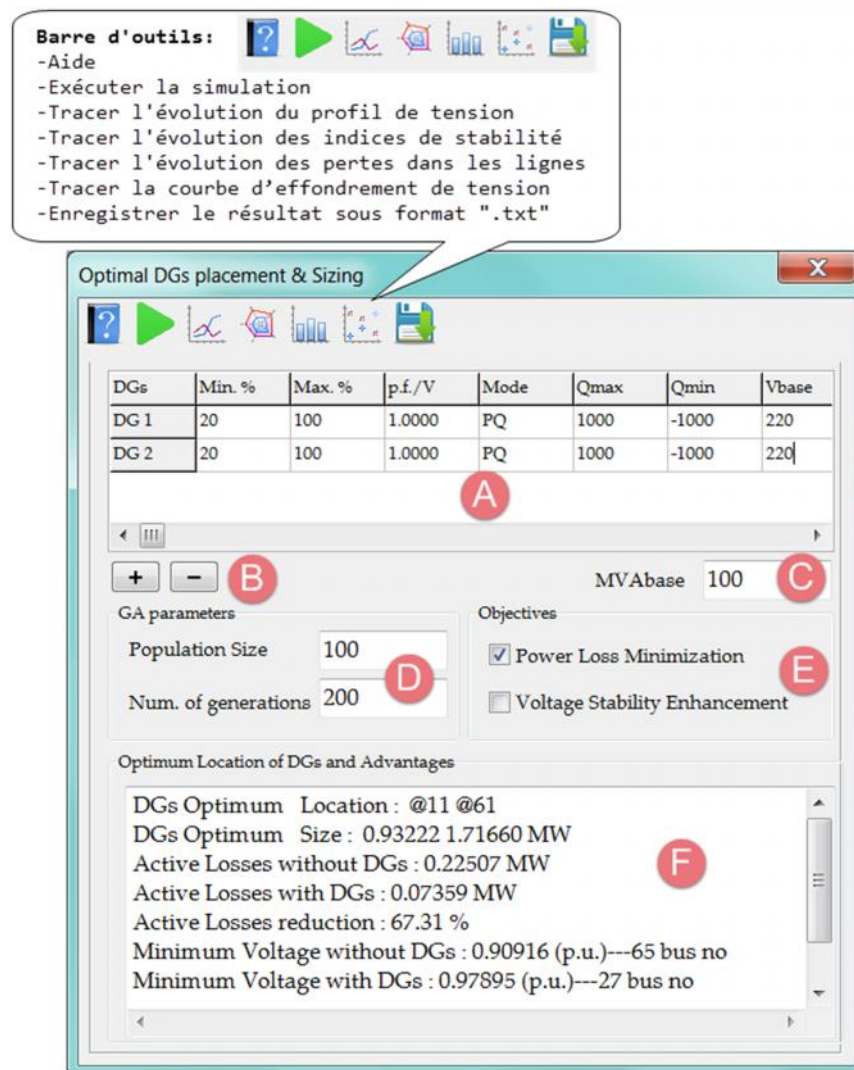 Barre d'outils:
-Aide
-Exécuter la simulation
-Tracer l'évolution du profil de tension
-Tracer l'évolution des indices de stabilité
-Tracer l'évolution des pertes dans les lignes
-Tracer la courbe d’effondrement de tension
-Enregistrer le résultat sous format ".txt"
Optimal DGs placement & Sizing
DGs Min. % Max. % p.f./V Mode Qmax Qmin Vbase
DG 1 20 100 1.0000 PQ 1000 -1000 220
DG 2 20 100 1.0000 PQ 1000 -1000 220
A
+ - B MVAbase 100 C
GA parameters Objectives
Population Size 100 Power Loss Minimization
D E
Num. of generations 200 Voltage Stability Enhancement
Optimum Location of DGs and Advantages
DGs Optimum Location : @11 @61
DGs Optimum Size : 0.93222 1.71660 MW
Active Losses without DGs : 0.22507 MW
F
Active Losses with DGs : 0.07359 MW
Active Losses reduction : 67.31 %
Minimum Voltage without DGs : 0.90916 (p.u.)---65 bus no
Minimum Voltage with DGs : 0.97895 (p.u.)---27 bus no